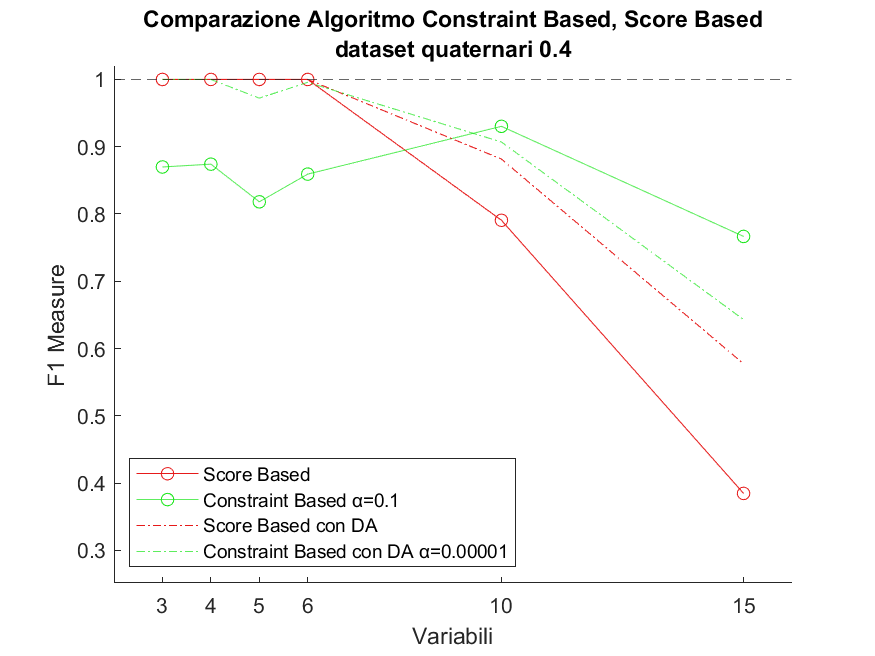 Comparazione Algoritmo Constraint Based, Score Based
dataset quaternari 0.4
1
0.9
0.8
0.7
0.6
0.5
0.4
0.3
F1 Measure
Score Based
Constraint Based α=0.1
Score Based con DA
Constraint Based con DA α=0.00001
3 4 5 6 10 15
Variabili